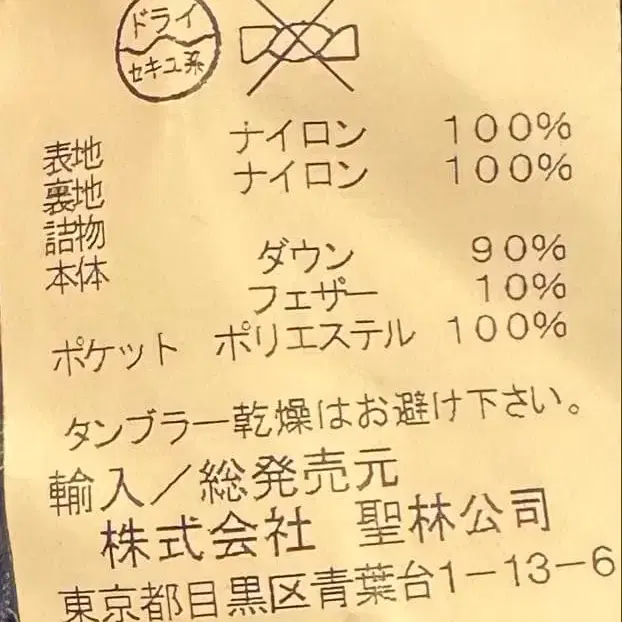 ドライ
セキユ系
表地 ナイロン 100%
裏地 ナイロン 100%
詰物
本体 ダウン 90%
フェザー 10%
ポケット ポリエステル 100%
タンブラー乾燥はお避け下さい。
輸入／総発売元
株式会社 聖林公司
東京都目黒区青葉台1-13-6